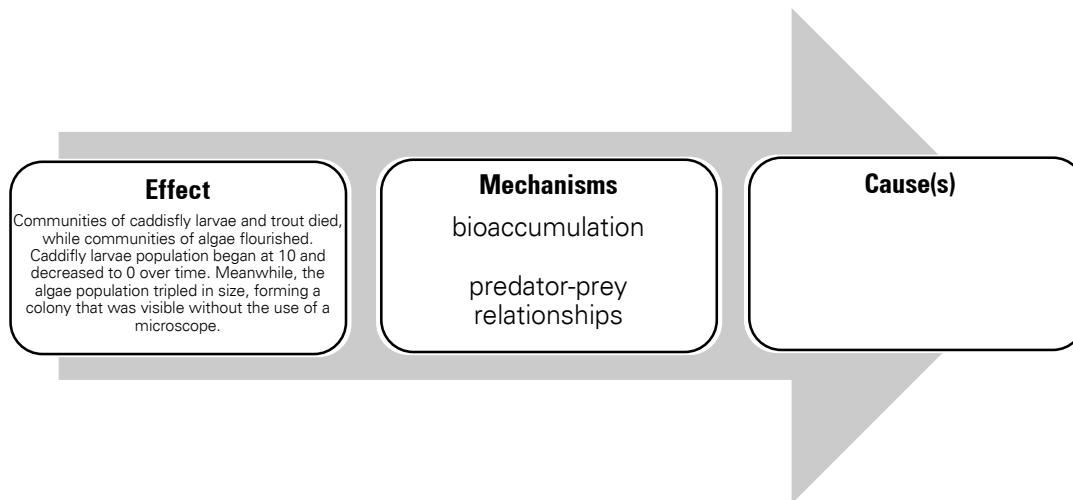 Effect
Communities of caddisfly larvae and trout died,
while communities of algae flourished.
Caddifly larvae population began at 10 and
decreased to 0 over time. Meanwhile, the
algae population tripled in size, forming a
colony that was visible without the use of a
microscope.
Mechanisms
bioaccumulation
predator-prey
relationships
Cause(s)